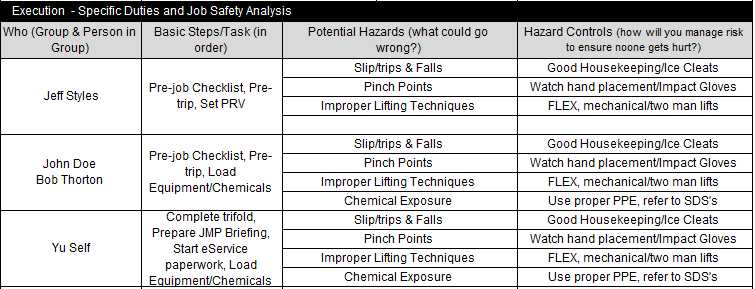 Execution - Specific Duties and Job Safety Analysis
Who (Group & Person in Group)
Basic Steps/Task (in order)
Potential Hazards (what could go wrong?)
Hazard Controls (how will you manage risk to ensure noone gets hurt?)
Jeff Styles
Pre-job Checklist, Pre-
trip, Set PRV
Slip/trips & Falls
Good Housekeeping/Ice Cleats
Pinch Points
Watch hand placement/Impact Gloves
Improper Lifting Techniques
FLEX, mechanical/two man lifts
John Doe
Bob Thorton
Pre-job Checklist, Pre-
trip, Load
Equipment/Chemicals
Slip/trips & Falls
Good Housekeeping/Ice Cleats
Pinch Points
Watch hand placement/Impact Gloves
Improper Lifting Techniques
FLEX, mechanical/two man lifts
Chemical Exposure
Use proper PPE, refer to SDS's
Yu Self
Complete trifold,
Prepare JMP Briefing,
Start eService
paperwork, Load
Equipment/Chemicals
Slip/trips & Falls
Good Housekeeping/Ice Cleats
Pinch Points
Watch hand placement/Impact Gloves
Improper Lifting Techniques
FLEX, mechanical/two man lifts
Chemical Exposure
Use proper PPE, refer to SDS's